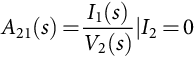 A₂₁(s) = I₁(s)/V₂(s) | I₂ = 0